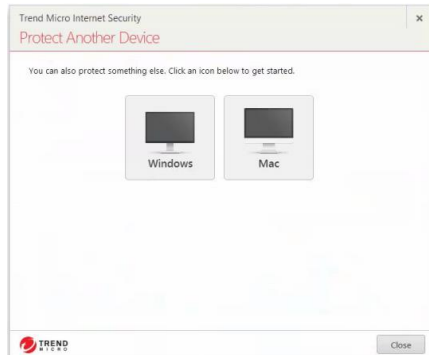 Trend Micro Internet Security
Protect Another Device
You can also protect something else. Click an icon below to get started.
Windows
Mac
TREND
MICRO
Close